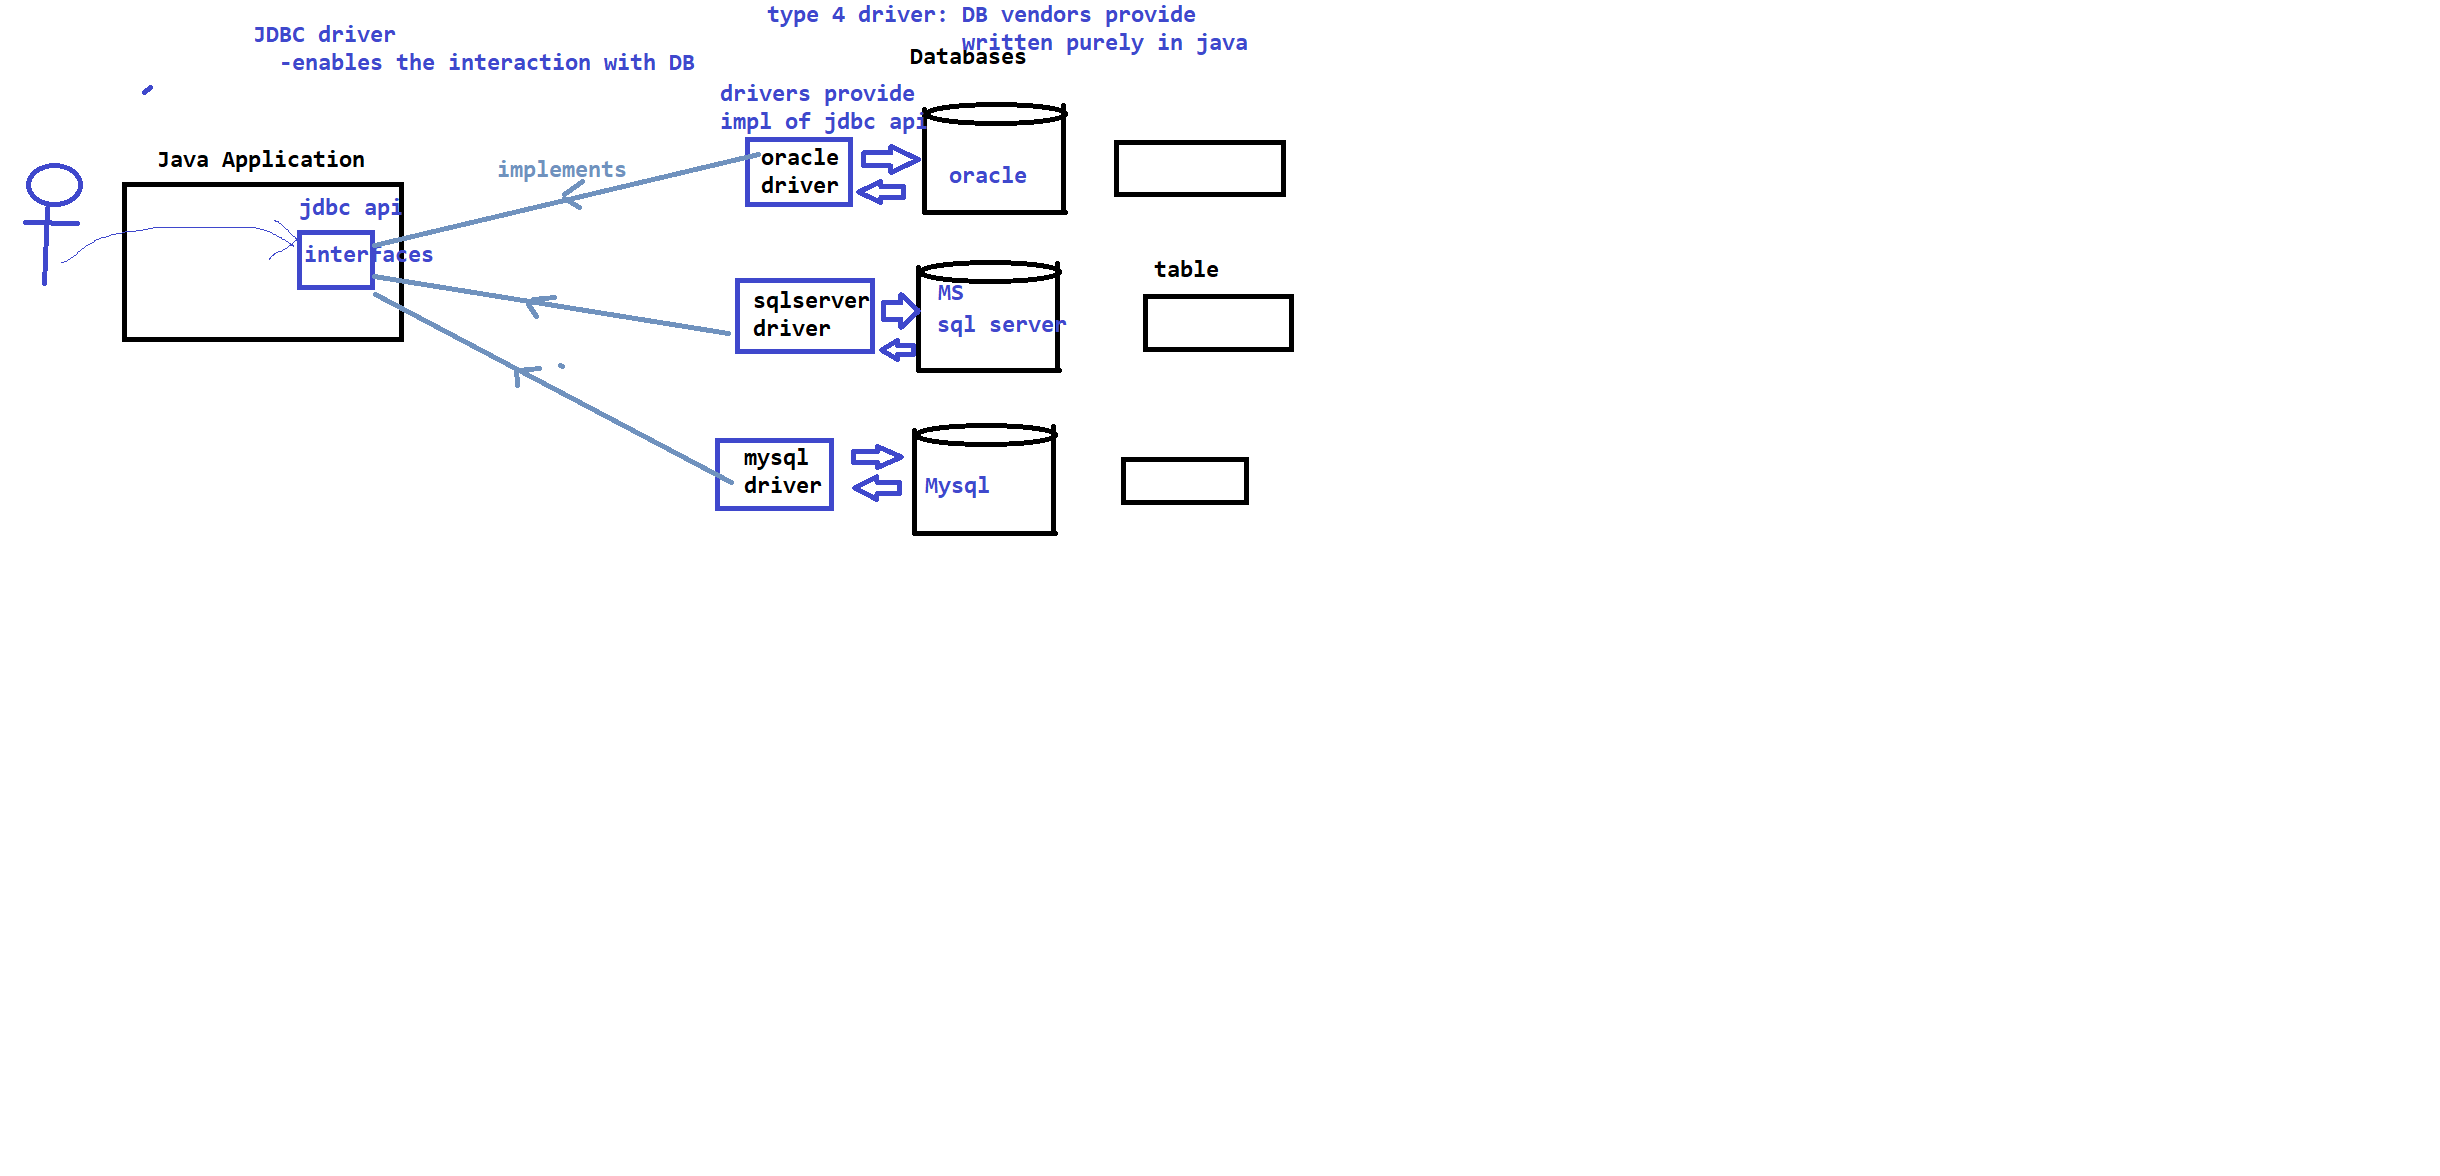 type 4 driver: DB vendors provide
written purely in java
JDBC driver
-enables the interaction with DB
Databases
drivers provide
impl of jdbc api
Java Application
implements
oracle
driver
oracle
jdbc api
interfaces
table
sqlserver
driver
MS
sql server
mysql
driver
Mysql